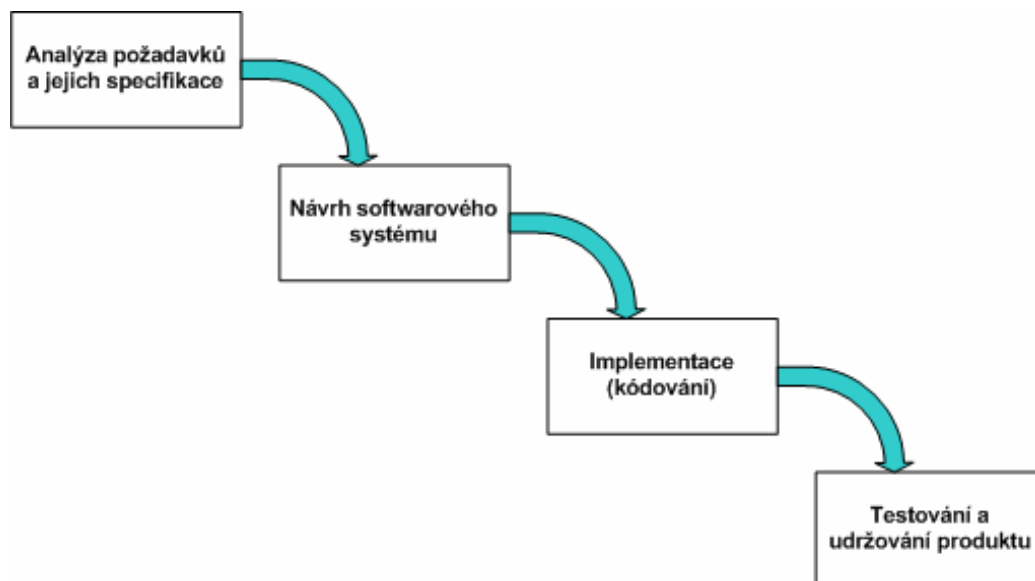 Analýza požadavků
a jejich specifikace
Návrh softwarového
systému
Implementace
(kódování)
Testování a
udržování produktu